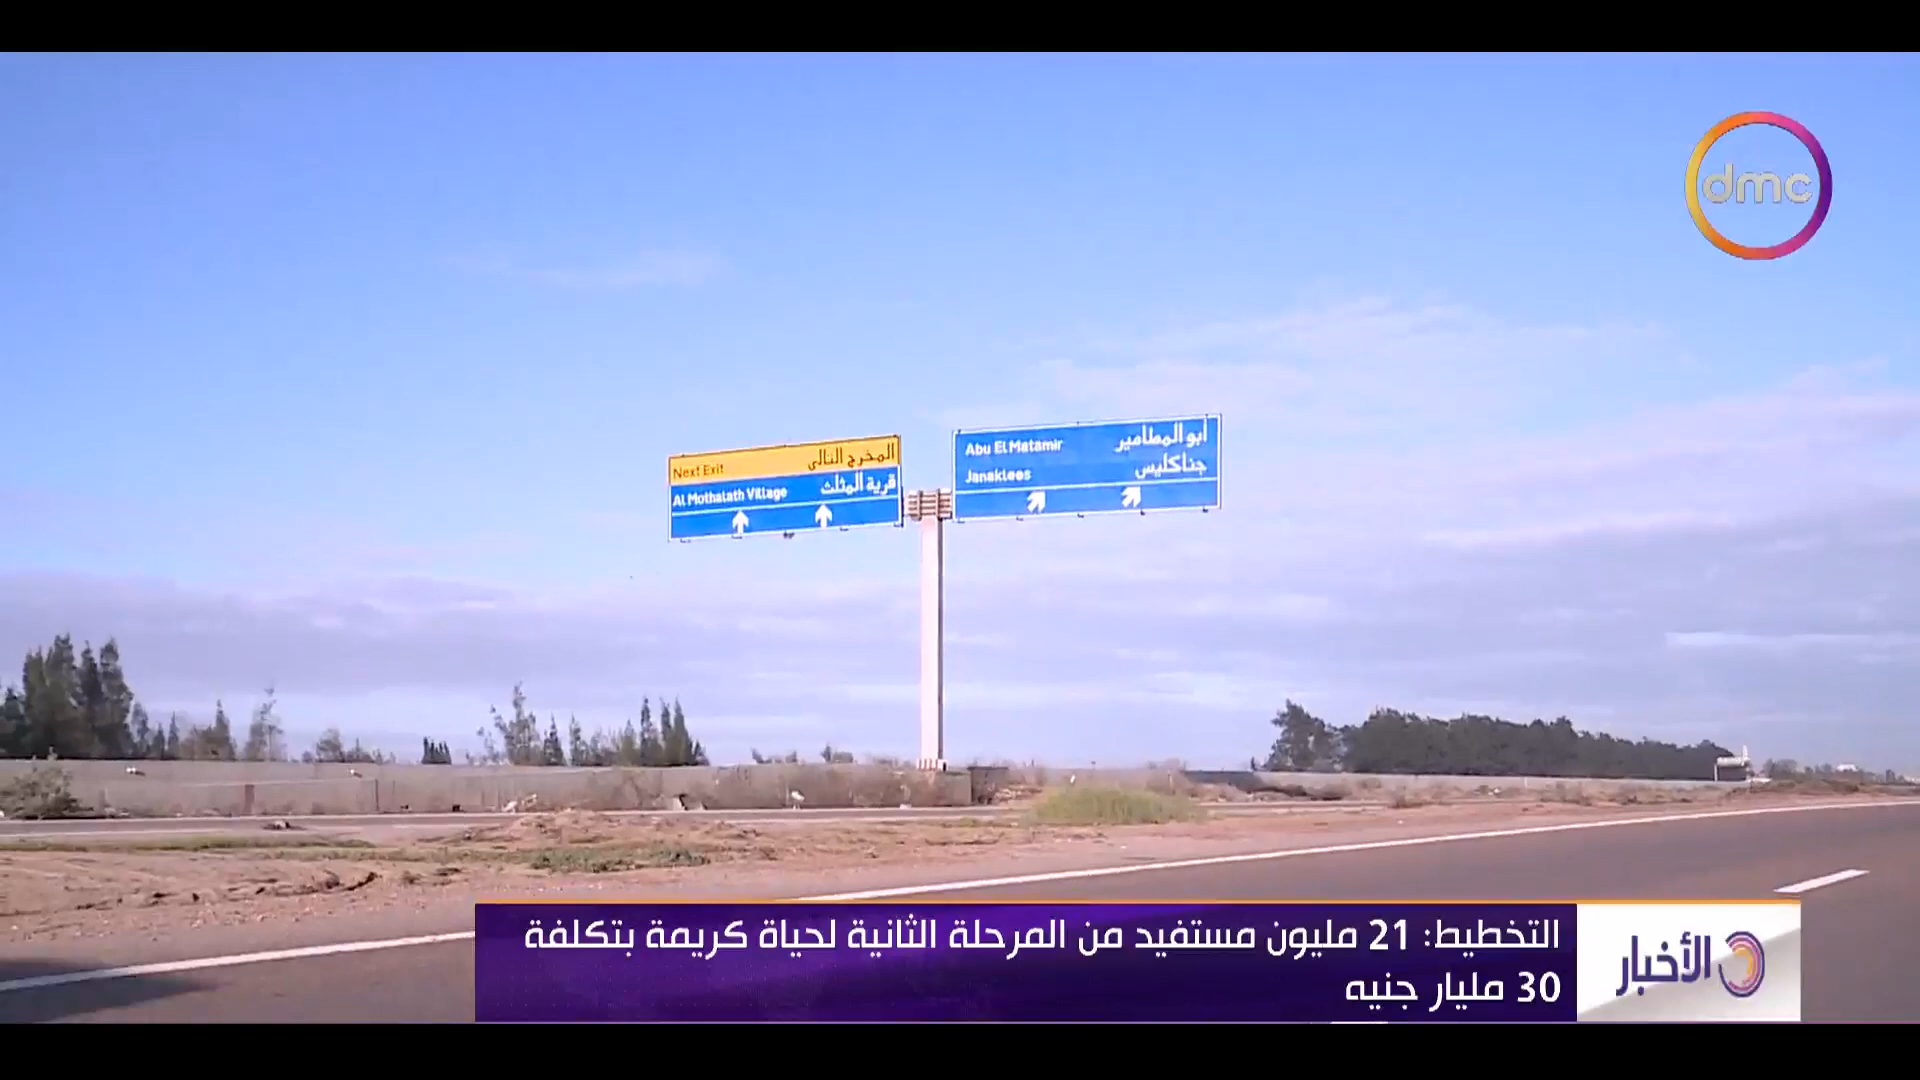 dmc
Abu El Matamir أبو المطامير
Janaklees جناكليس
Next Exit المخرج التالى
Al Mothalath Village قرية المثلث
التخطيط: 21 مليون مستفيد من المرحلة الثانية لحياة كريمة بتكلفة
30 مليار جنيه
الأخبار